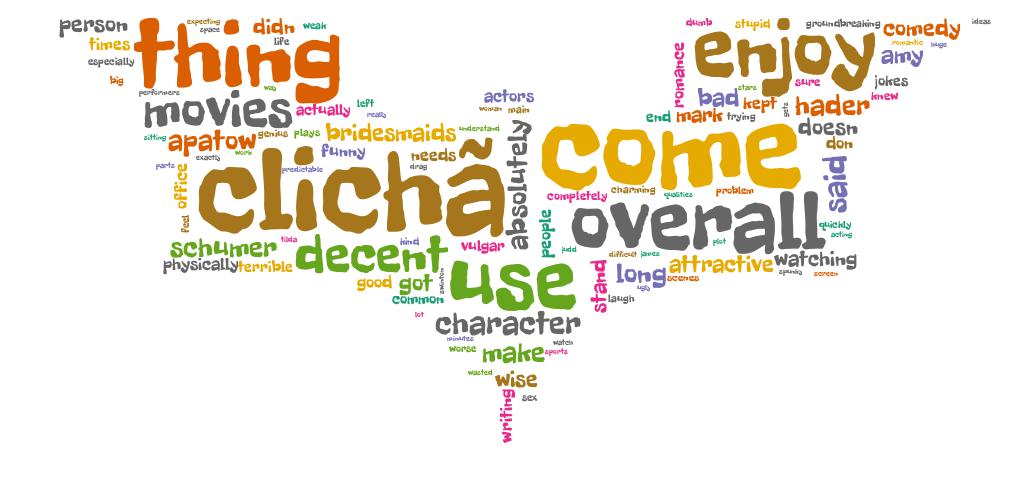 person
expecting
space
didn
weak
life
times
thing
especially
big
performers
way
movies
actually
left
really
sitting
apatow
genius
plays
bridesmaids
understand
exactly
work
funny
needs
drag
parts
office
predictable
clichã
feel
absolutely
actors
woman
main
schumer
tilda
physically
terrible
decent
kind
vulgar
good
got
swinton
common
lot
use
character
minutes
watch
worse
make
sports
wasted
wise
sex
writing
dumb
stupid
groundbreaking
ideas
comedy
romantic
huge
enjoy
amy
romance
stars
sure
jokes
knew
bad
kept
gets
hader
end
mark
trying
doesn
don
come
said
completely
charming
qualities
problem
people
overall
quickly
acting
plot
judd
difficult
james
attractive
watching
spunky
screen
stand
long
scenes
ugly
laugh